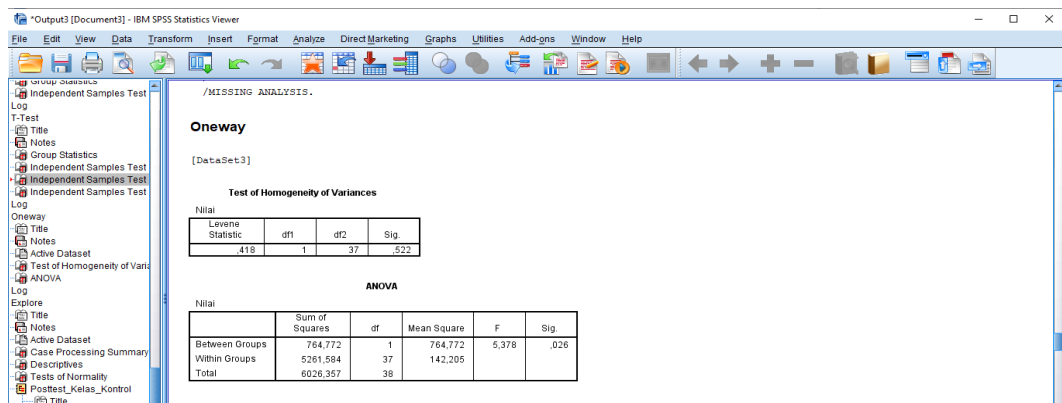 *Output3 [Document3] - IBM SPSS Statistics Viewer
File Edit View Data Transform Insert Format Analyze Direct Marketing Graphs Utilities Add-ons Window Help
Group Statistics
Independent Samples Test
Log
T-Test
Title
Notes
Group Statistics
Independent Samples Test
Independent Samples Test
Independent Samples Test
Log
Oneway
Title
Notes
Active Dataset
Test of Homogeneity of Varia
ANOVA
Log
Explore
Title
Notes
Active Dataset
Case Processing Summary
Descriptives
Tests of Normality
Posttest_Kelas_Kontrol
Title
/MISSING ANALYSIS.
Oneway
[DataSet3]
Test of Homogeneity of Variances
Nilai
Levene Statistic df1 df2 Sig.
,418 1 37 ,522
ANOVA
Nilai
Sum of Squares df Mean Square F Sig.
Between Groups 764,772 1 764,772 5,378 ,026
Within Groups 5261,584 37 142,205
Total 6026,357 38